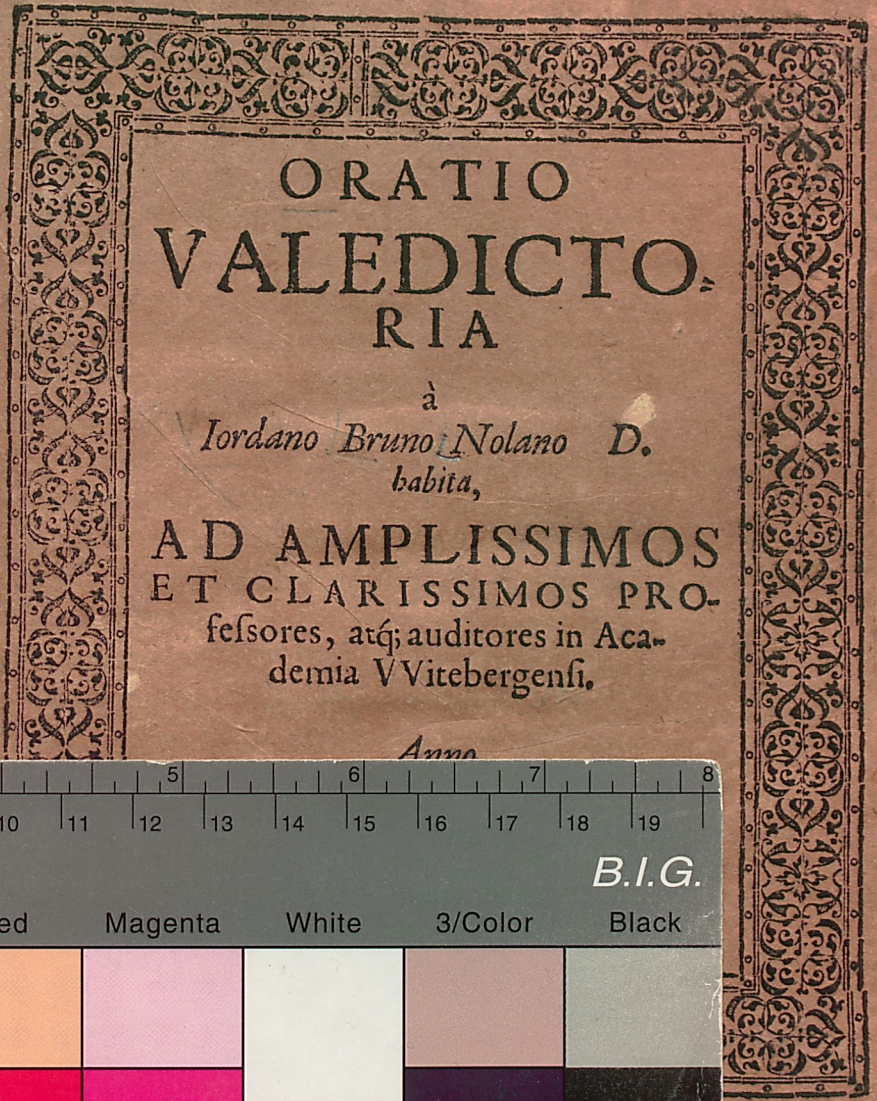 ORATIO
VALEDICTO-
RIA
à
Iordano Bruno Nolano D.
habita,
AD AMPLISSIMOS
ET CLARISSIMOS PRO-
feſſores, atq́; auditores in Aca-
demia VVitebergenſi.
Anno
5 6 7 8
10 11 12 13 14 15 16 17 18 19
B.I.G.
Magenta White 3/Color Black